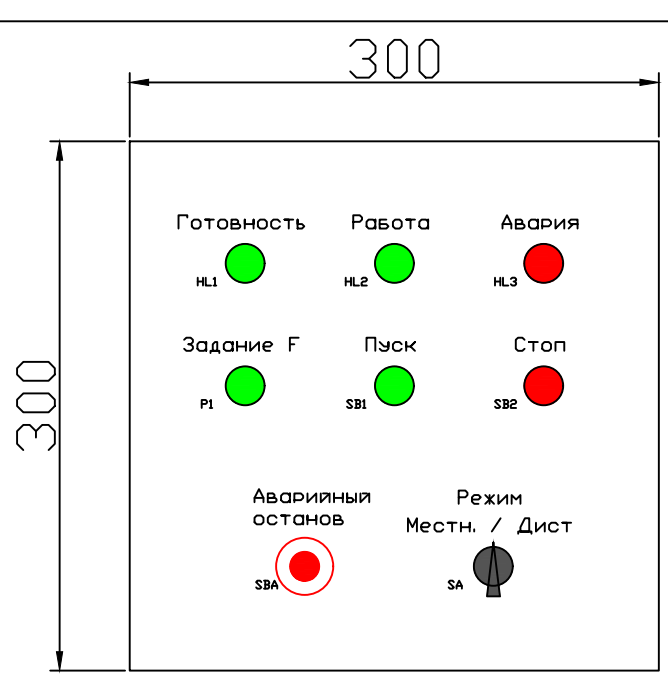 300
300
Готовность
Работа
Авария
HL1
HL2
HL3
Задание F
Пуск
Стоп
P1
SB1
SB2
Аварийный
останов
Режим
Местн. / Дист
SBA
SA